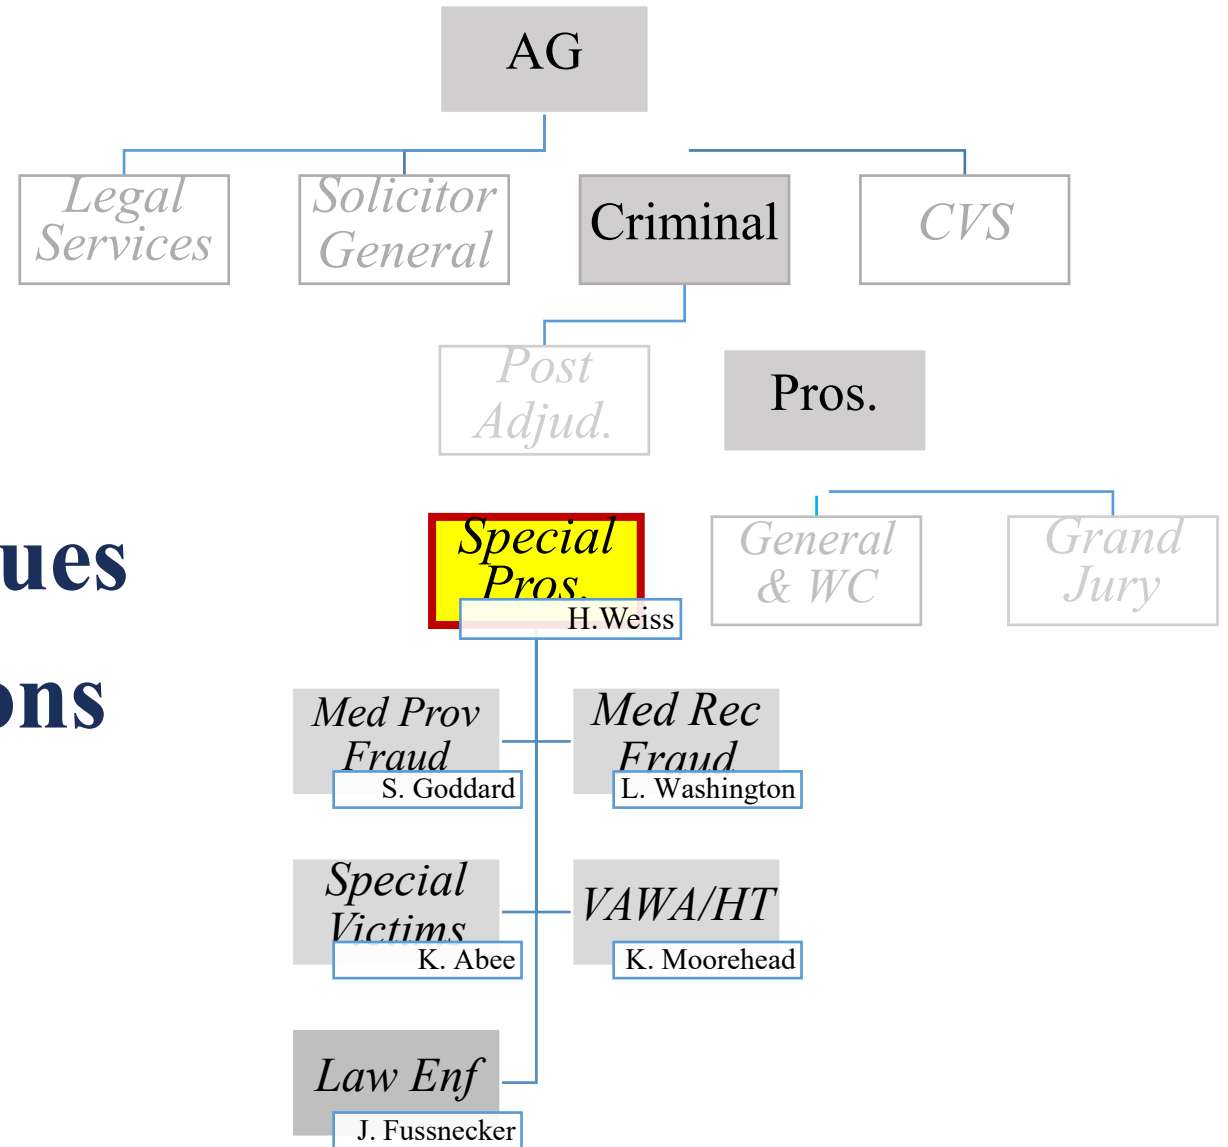 AG
Legal
Services
Solicitor
General
Criminal
CVS
Post
Adjud.
Pros.
Special
Pros.
H.Weiss
General
& WC
Grand
Jury
ues
ons
Med Prov
Fraud
S. Goddard
Med Rec
Fraud
L. Washington
Special
Victims
K. Abee
VAWA/HT
K. Moorehead
Law Enf
J. Fussnecker